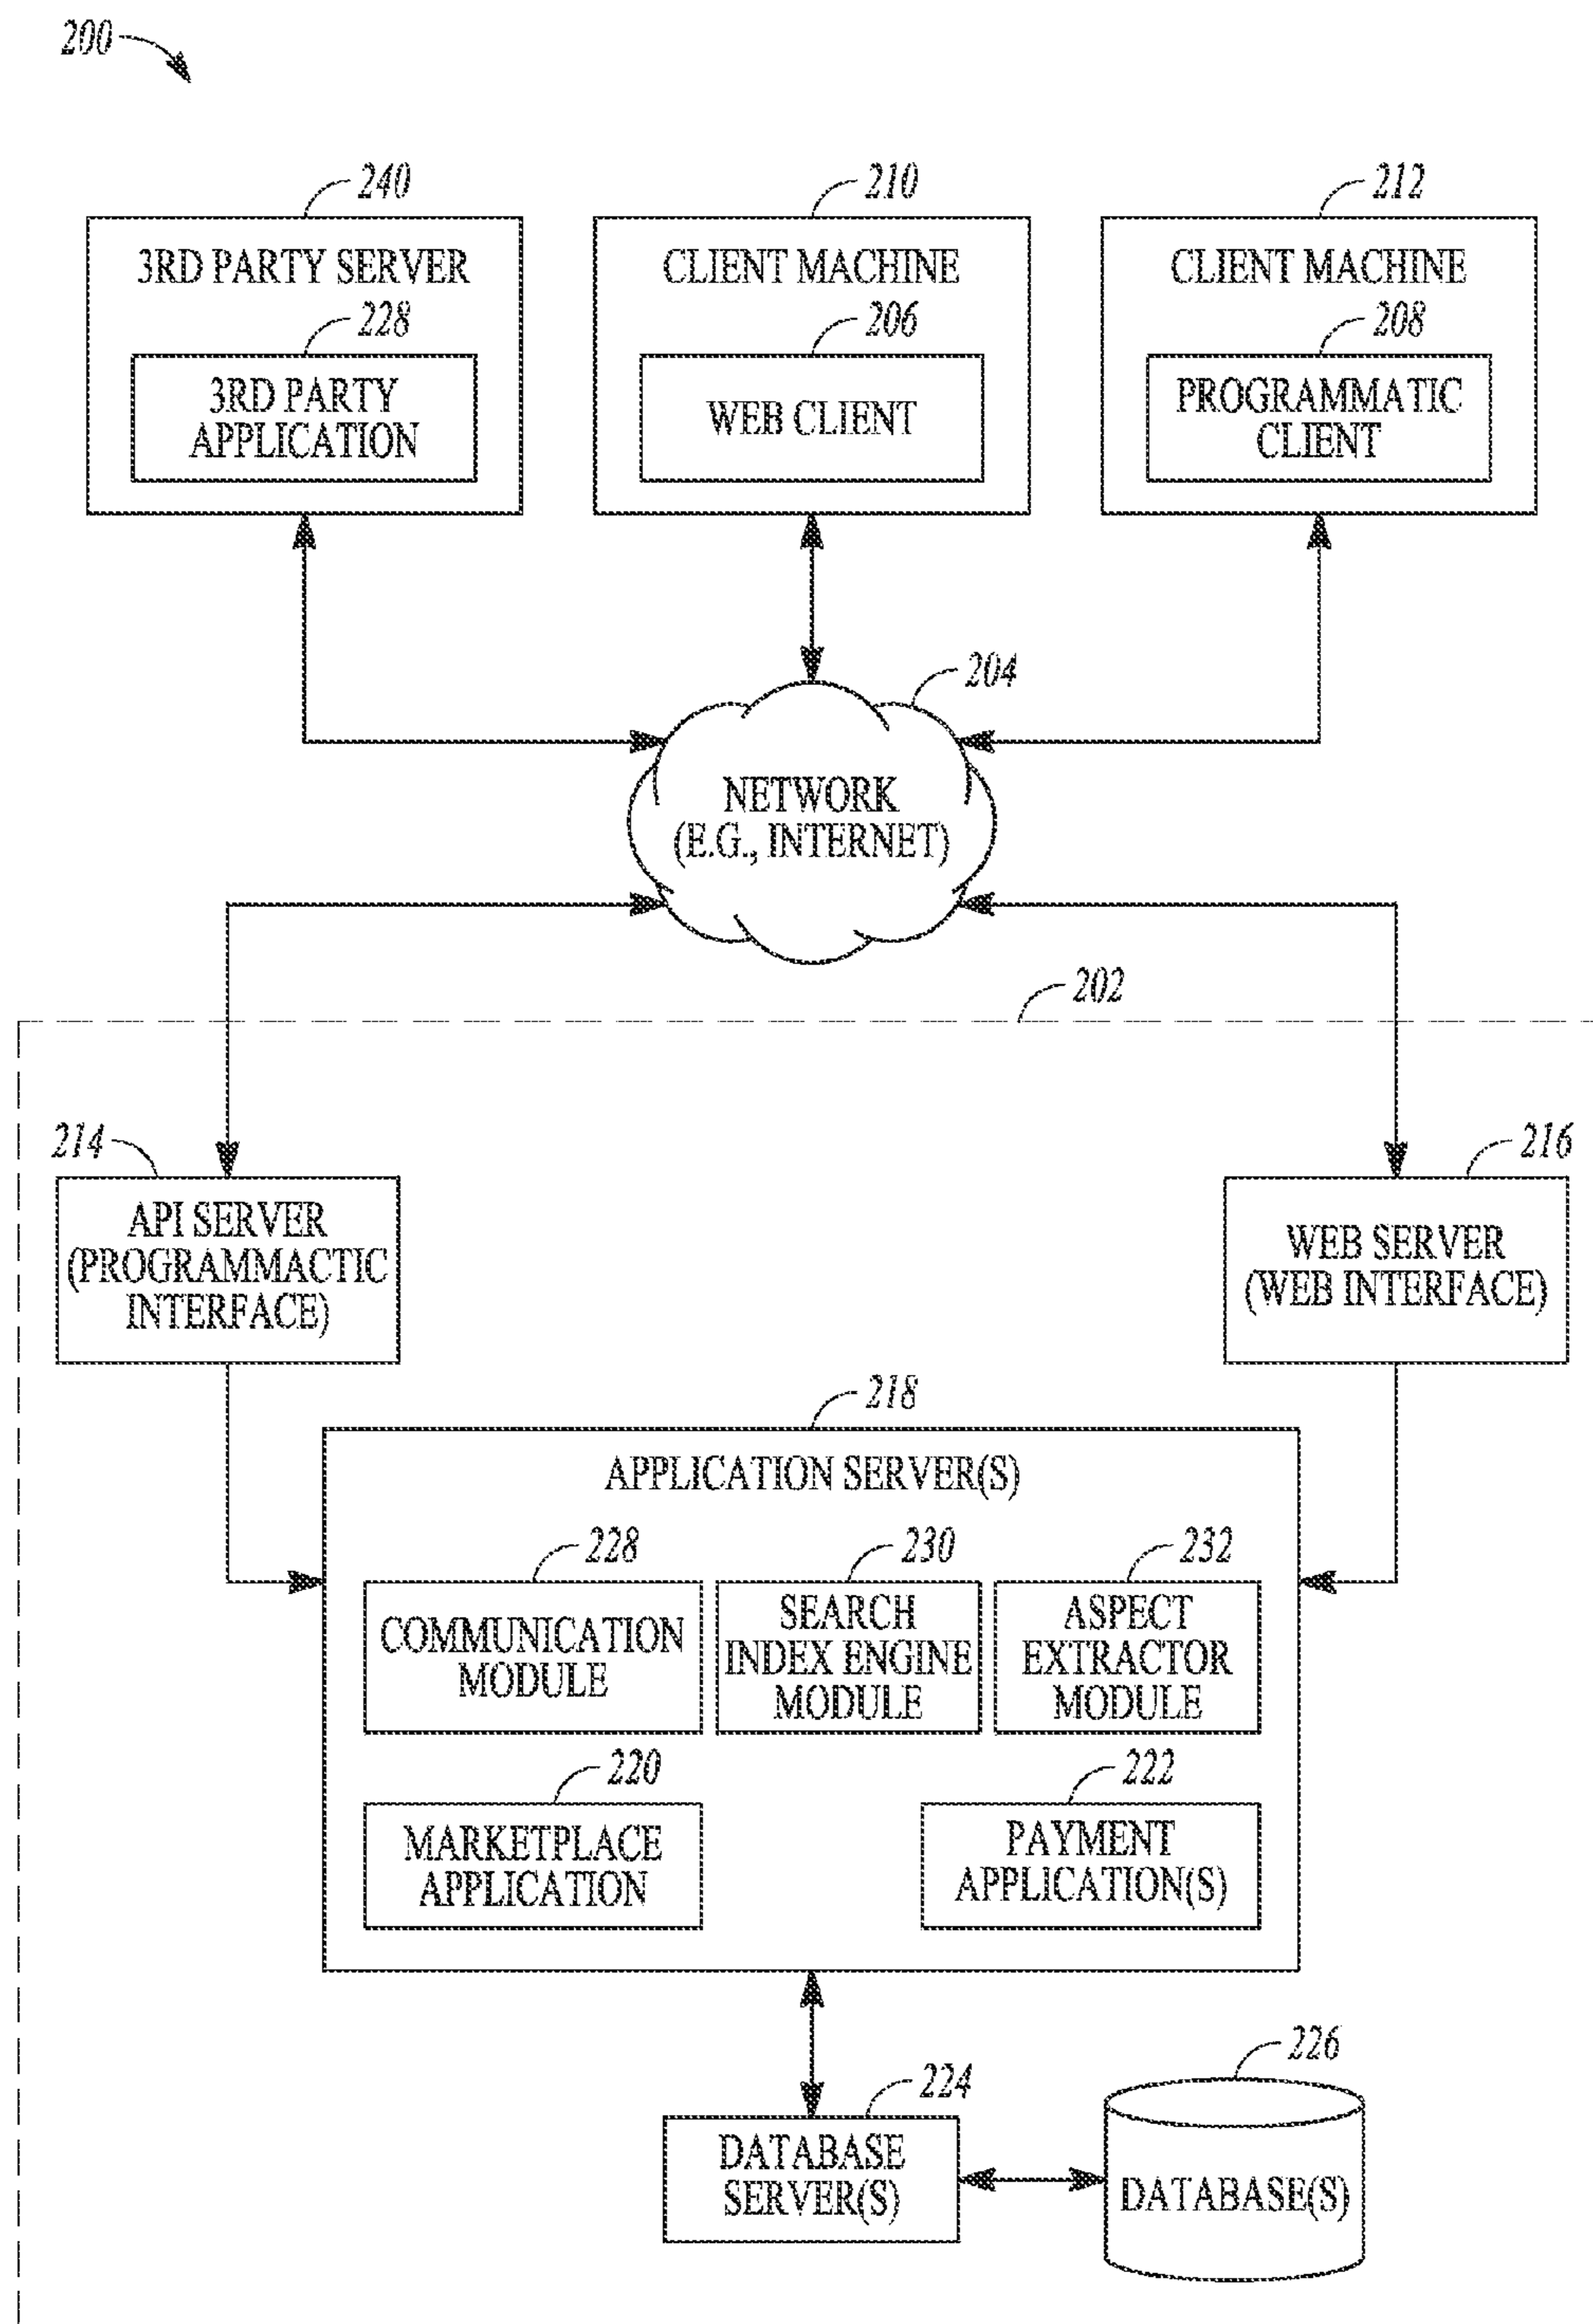 200
240
210
212
3RD PARTY SERVER
CLIENT MACHINE
CLIENT MACHINE
228
206
208
3RD PARTY
APPLICATION
WEB CLIENT
PROGRAMMATIC
CLIENT
204
NETWORK
(E.G., INTERNET)
202
214
216
API SERVER
(PROGRAMMACTIC
INTERFACE)
WEB SERVER
(WEB INTERFACE)
218
APPLICATION SERVER(S)
228
230
232
COMMUNICATION
MODULE
SEARCH
INDEX ENGINE
MODULE
ASPECT
EXTRACTOR
MODULE
220
222
MARKETPLACE
APPLICATION
PAYMENT
APPLICATION(S)
224
226
DATABASE
SERVER(S)
DATABASE(S)